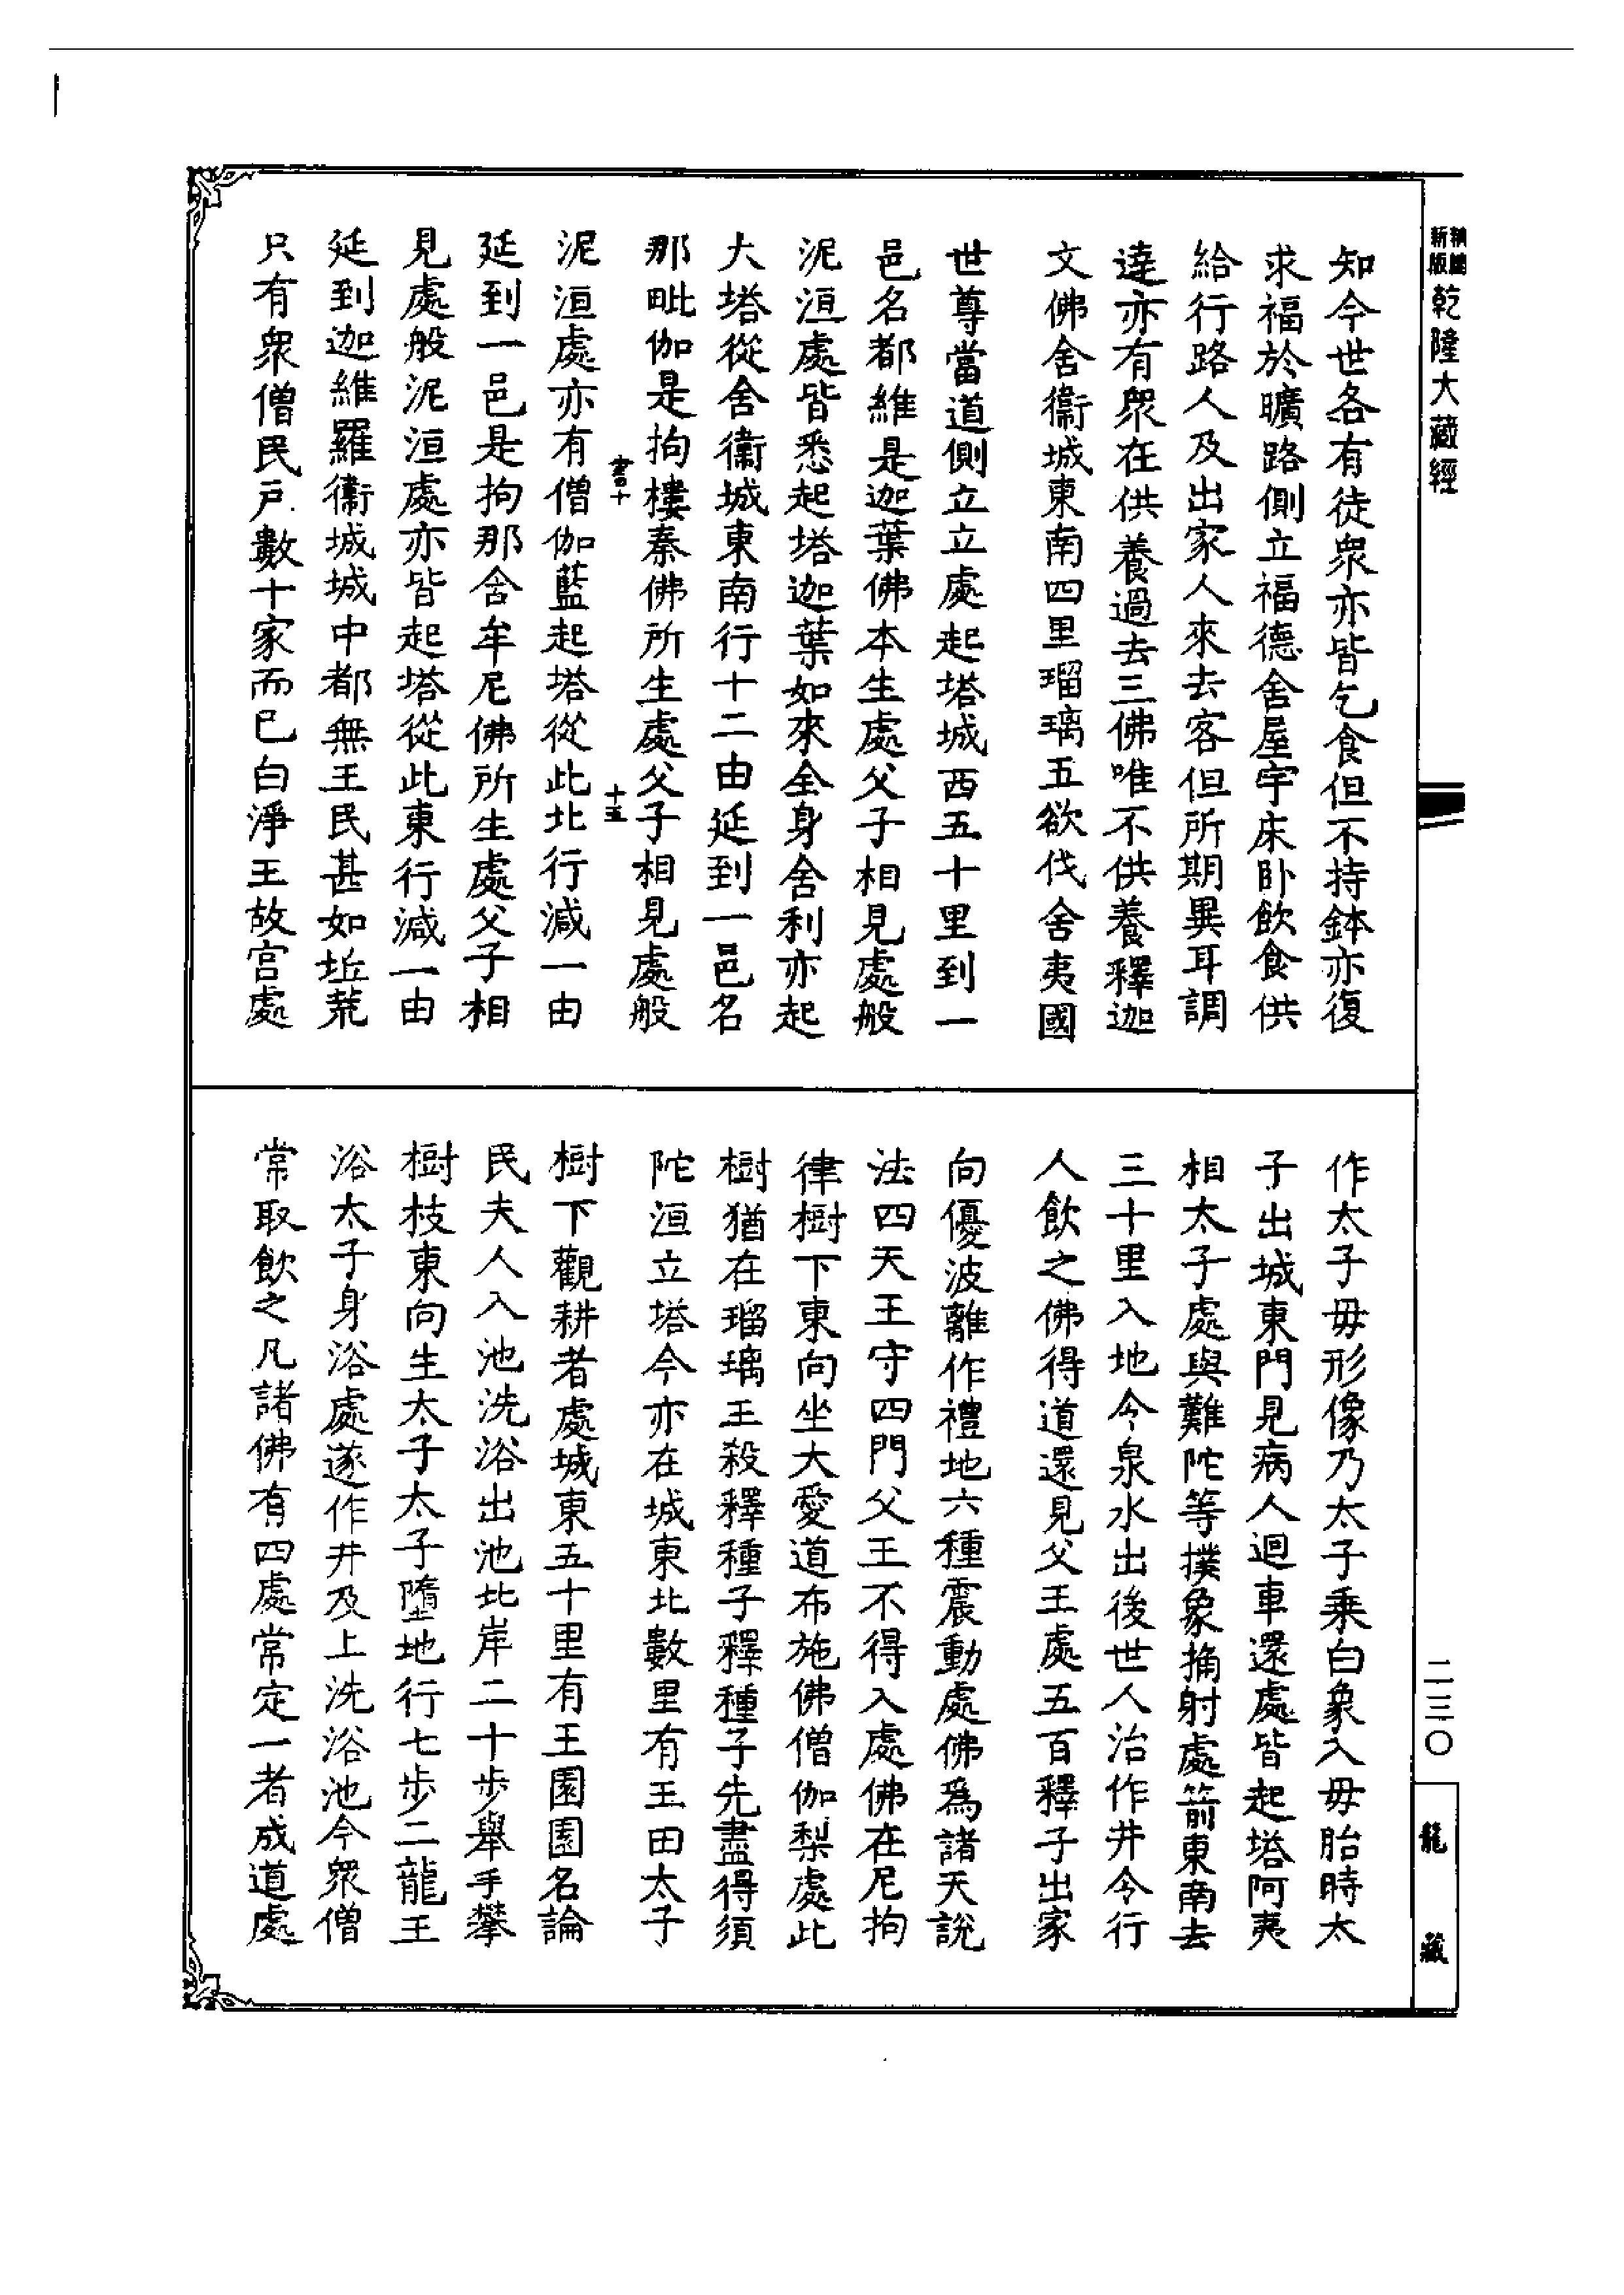 乾隆大藏經
新版
知今世各有徒衆亦皆乞食但不持鉢亦復
求福於曠路側立福德舍屋宇床卧飲食供
給行路人及出家人來去客但所期異耳調
達亦有衆在供養過去三佛唯不供養釋迦
文佛舍衞城東南四里瑠璃王欲伐舍夷國
世尊當道側立立處起塔城西五十里到一
邑名都維是迦葉佛本生處父子相見處般
泥洹處皆悉起塔迦葉如來全身舍利亦起
大塔從舍衞城東南行十二由延到一邑名
那毗伽是拘樓秦佛所生處父子相見處般
十五
泥洹處亦有僧伽藍起塔從此北行減一由
延到一邑是拘那含牟尼佛所生處父子相
見處般泥洹處亦皆起塔從此東行減一由
延到迦維羅衞城城中都無王民甚如坵荒
只有衆僧民戶數十家而已白淨王故宮處
作太子毋形像乃太子乘白象入毋胎時太
子出城東門見病人迴車還處皆起塔阿夷
相太子處與難陀等撲象捔射處箭東南去
三十里入地令泉水出後世人治作井令行
人飲之佛得道還見父王處五百釋子出家
向優波離作禮地六種震動處佛爲諸天說
法四天王守四門父王不得入處佛在尼拘
律樹下東向坐大愛道布施佛僧伽梨處此
樹猶在瑠璃王殺釋種子釋種子先盡得須
陀洹立塔今亦在城東北數里有王田太子
樹下觀耕者處城東五十里有王園園名論
民夫人入池洗浴出池北岸二十步舉手攀
樹枝東向生太子太子墮地行七步二龍王
浴太子身浴處遂作井及上洗浴池今衆僧
常取飲之凡諸佛有四處常定一者成道處
二三〇
龍藏